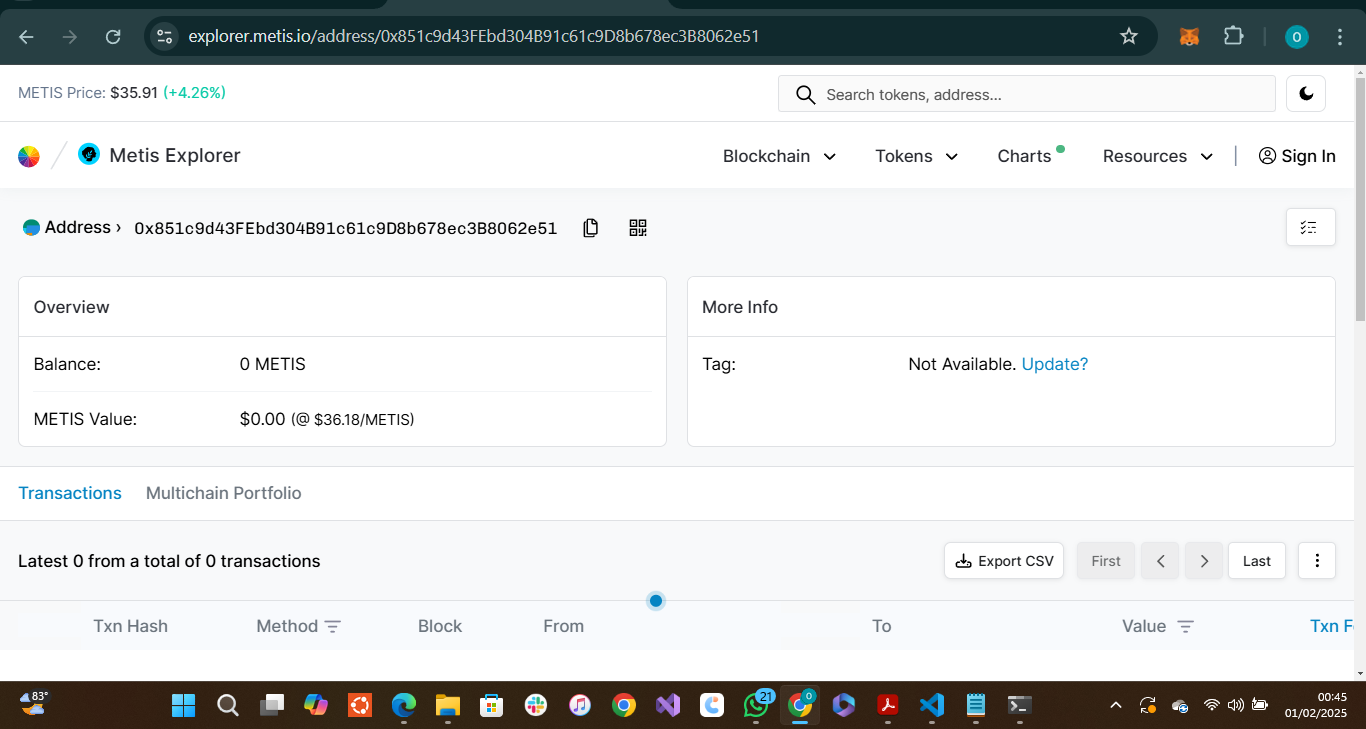 explorer.metis.io/address/0x851c9d43FEbd304B91c61c9D8b678ec3B8062e51
O
METIS Price: $35.91 (+4.26%)
Search tokens, address...
Metis Explorer
Blockchain
Tokens
Charts
Resources
Sign In
Address › 0x851c9d43FEbd304B91c61c9D8b678ec3B8062e51
Overview
More Info
Balance: 0 METIS
Tag: Not Available. Update?
METIS Value: $0.00 (@ $36.18/METIS)
Transactions
Multichain Portfolio
Latest 0 from a total of 0 transactions
Export CSV
First
Last
Txn Hash Method Block From To Value Txn F
83°
21
00:45
01/02/2025